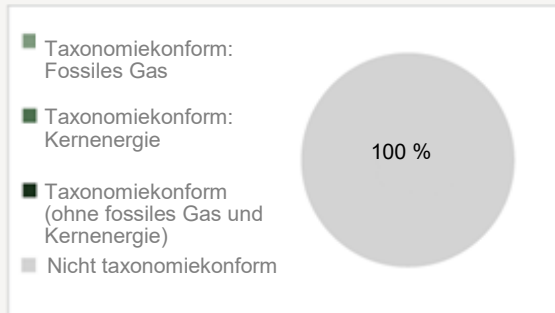 Taxonomiekonform:
Fossiles Gas
Taxonomiekonform:
Kernenergie
Taxonomiekonform
(ohne fossiles Gas und
Kernenergie)
Nicht taxonomiekonform
100 %